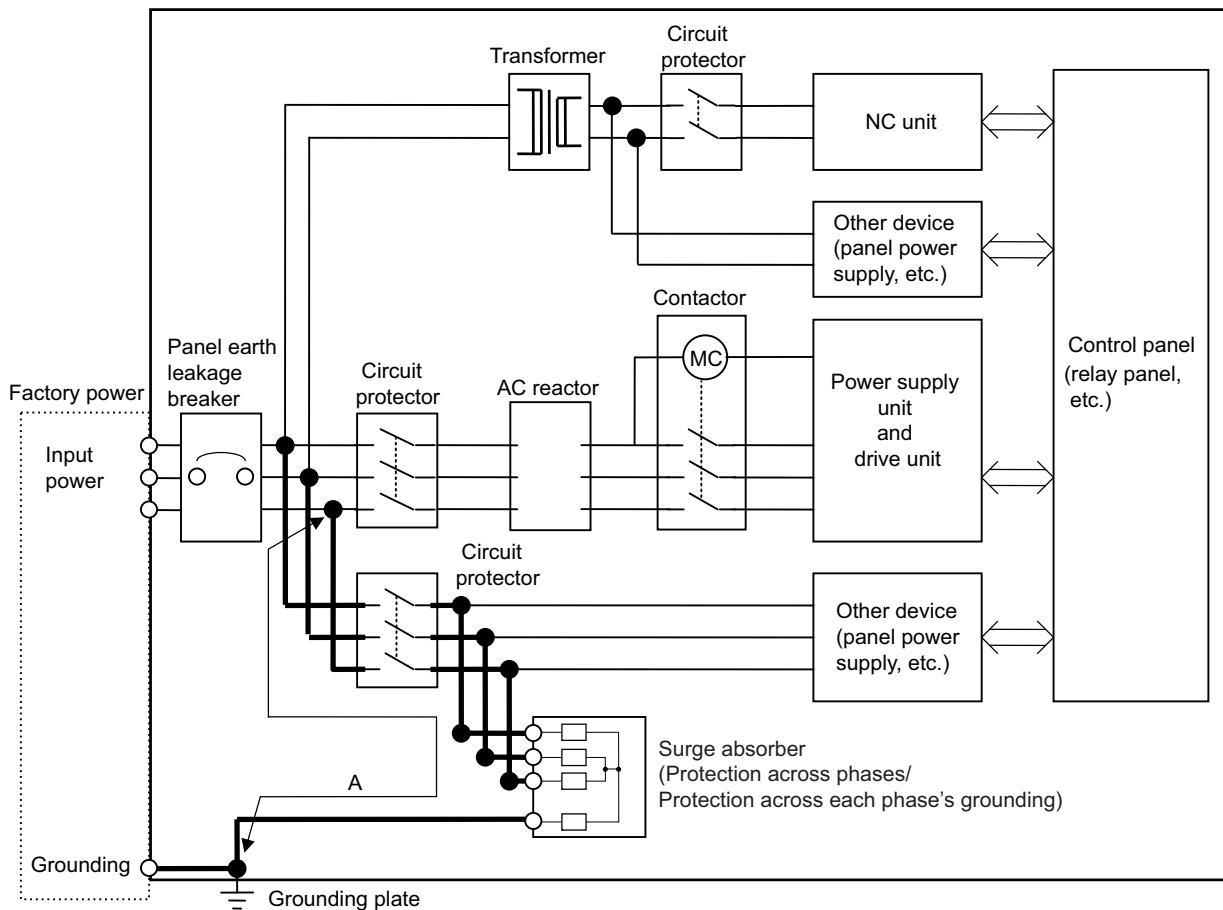 Transformer
Circuit
protector
NC unit
Other device
(panel power
supply, etc.)
Contactor
MC
Control panel
(relay panel,
etc.)
Panel earth
leakage
breaker
Factory power
Circuit
protector
AC reactor
Power supply
unit
and
drive unit
Input
power
Circuit
protector
Other device
(panel power
supply, etc.)
Surge absorber
(Protection across phases/
Protection across each phase's grounding)
A
Grounding
Grounding plate